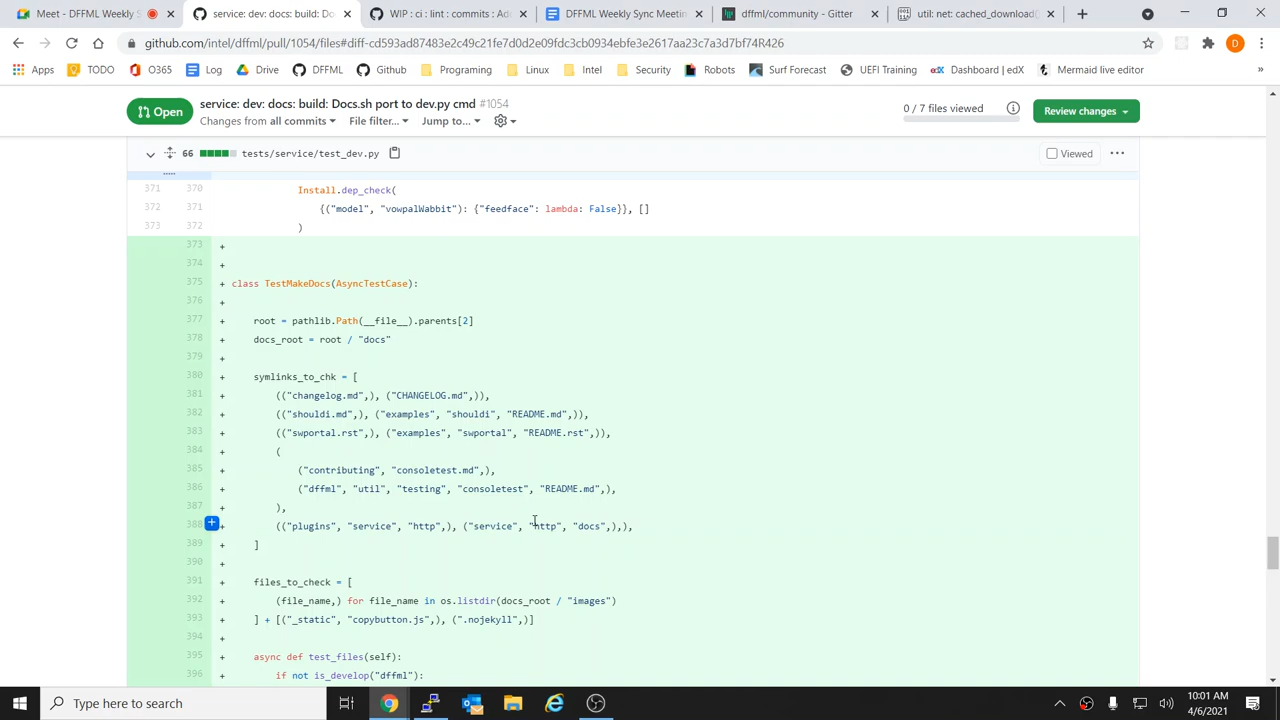 Meet – DFFML Weekly S
service: dev: docs: build: Docs.s
WIP : ci : lint : commits : Ad
DFFML Weekly Sync Meeting
dffml/community - Gitter
util: net: cached_download(
github.com/intel/dffml/pull/1054/files#diff-cd593ad87483e2c49c21fe7d0d2e09fdc3cb0934ebfe3e2617aa23c7a3d7bf74R426
D
Apps
TODO
O365
Log
Drive
DFFML
Github
Programing
Linux
Intel
Security
Robots
Surf Forecast
UEFI Training
edX
Dashboard | edX
Mermaid live editor
»
Open
service: dev: docs: build: Docs.sh port to dev.py cmd #1054
Changes from all commits
File filter...
Jump to...
0 / 7 files viewed
Review changes
66
tests/service/test_dev.py
Viewed
371 370 Install.dep_check(
372 371 {("model", "vowpalWabbit"): {"feedface": lambda: False}}, []
373 372 )
373 +
374 +
375 + class TestMakeDocs(AsyncTestCase):
376 +
377 + root = pathlib.Path(__file__).parents[2]
378 + docs_root = root / "docs"
379 +
380 + symlinks_to_chk = [
381 + (("changelog.md",), ("CHANGELOG.md",)),
382 + (("shouldi.md",), ("examples", "shouldi", "README.md",)),
383 + (("swportal.rst",), ("examples", "swportal", "README.rst",)),
384 + (
385 + ("contributing", "consoletest.md",),
386 + ("dffml", "util", "testing", "consoletest", "README.md",),
387 + ),
388 + (("plugins", "service", "http",), ("service", "http", "docs",),),
389 + ]
390 +
391 + files_to_check = [
392 + (file_name,) for file_name in os.listdir(docs_root / "images")
393 + ] + [("_static", "copybutton.js",), (".nojekyll",)]
394 +
395 + async def test_files(self):
396 + if not is_develop("dffml"):
Type here to search
10:01 AM
4/6/2021